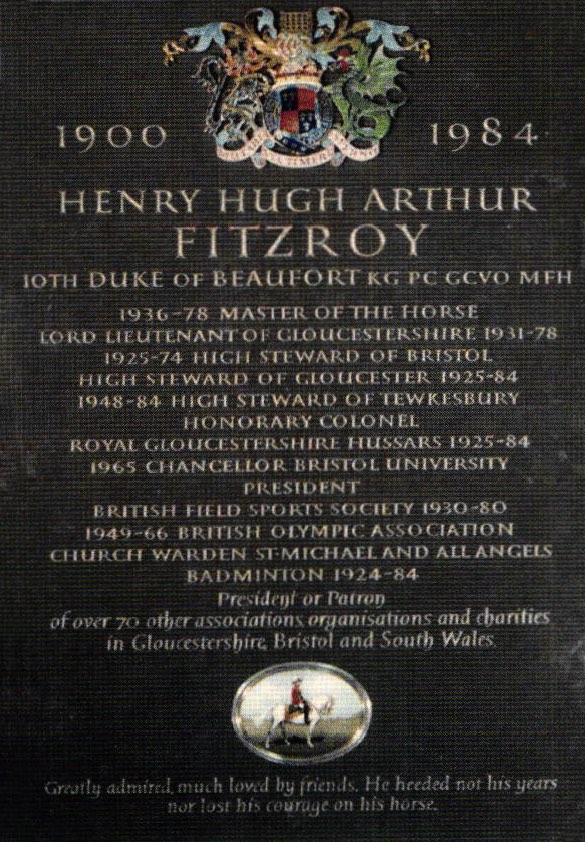 1900 1984
HENRY HUGH ARTHUR
FITZROY
10TH DUKE OF BEAUFORT KG PC GCVO MFH
1936-78 MASTER OF THE HORSE
LORD LIEUTENANT OF GLOUCESTERSHIRE 1931-78
1925-74 HIGH STEWARD OF BRISTOL
HIGH STEWARD OF GLOUCESTER 1925-84
1948-84 HIGH STEWARD OF TEWKESBURY
HONORARY COLONEL
ROYAL GLOUCESTERSHIRE HUSSARS 1925-84
1965 CHANCELLOR BRISTOL UNIVERSITY
PRESIDENT
BRITISH FIELD SPORTS SOCIETY 1930-80
1949-66 BRITISH OLYMPIC ASSOCIATION
CHURCH WARDEN ST·MICHAEL AND ALL ANGELS
BADMINTON 1924-84
President or Patron
of over 70 other associations, organisations and charities
in Gloucestershire, Bristol and South Wales.
Greatly admired, much loved by friends. He heeded not his years
nor lost his courage on his horse.